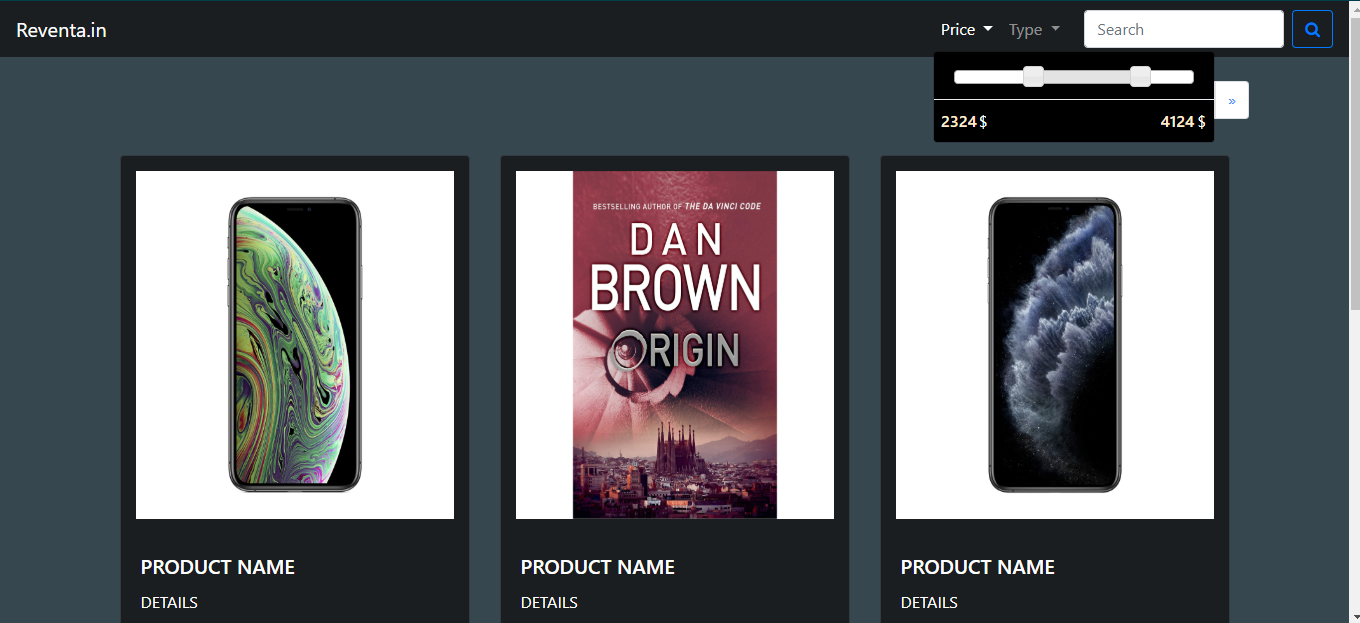 Reventa.in
Price
Type
Search
2324 $
4124 $
»
BESTSELLING AUTHOR OF THE DA VINCI CODE
DAN
BROWN
ORIGIN
PRODUCT NAME
DETAILS
PRODUCT NAME
DETAILS
PRODUCT NAME
DETAILS